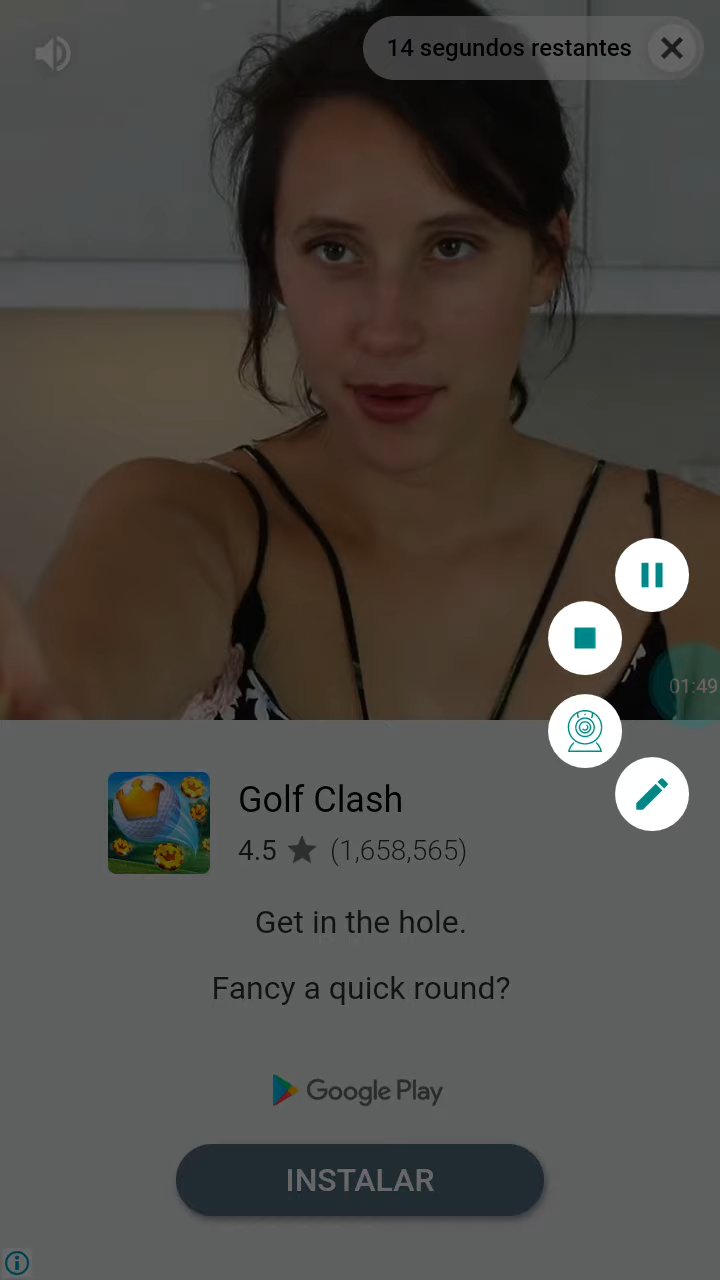 14 segundos restantes
01:49
Golf Clash
4.5 ★ (1,658,565)
Get in the hole.
Fancy a quick round?
Google Play
INSTALAR